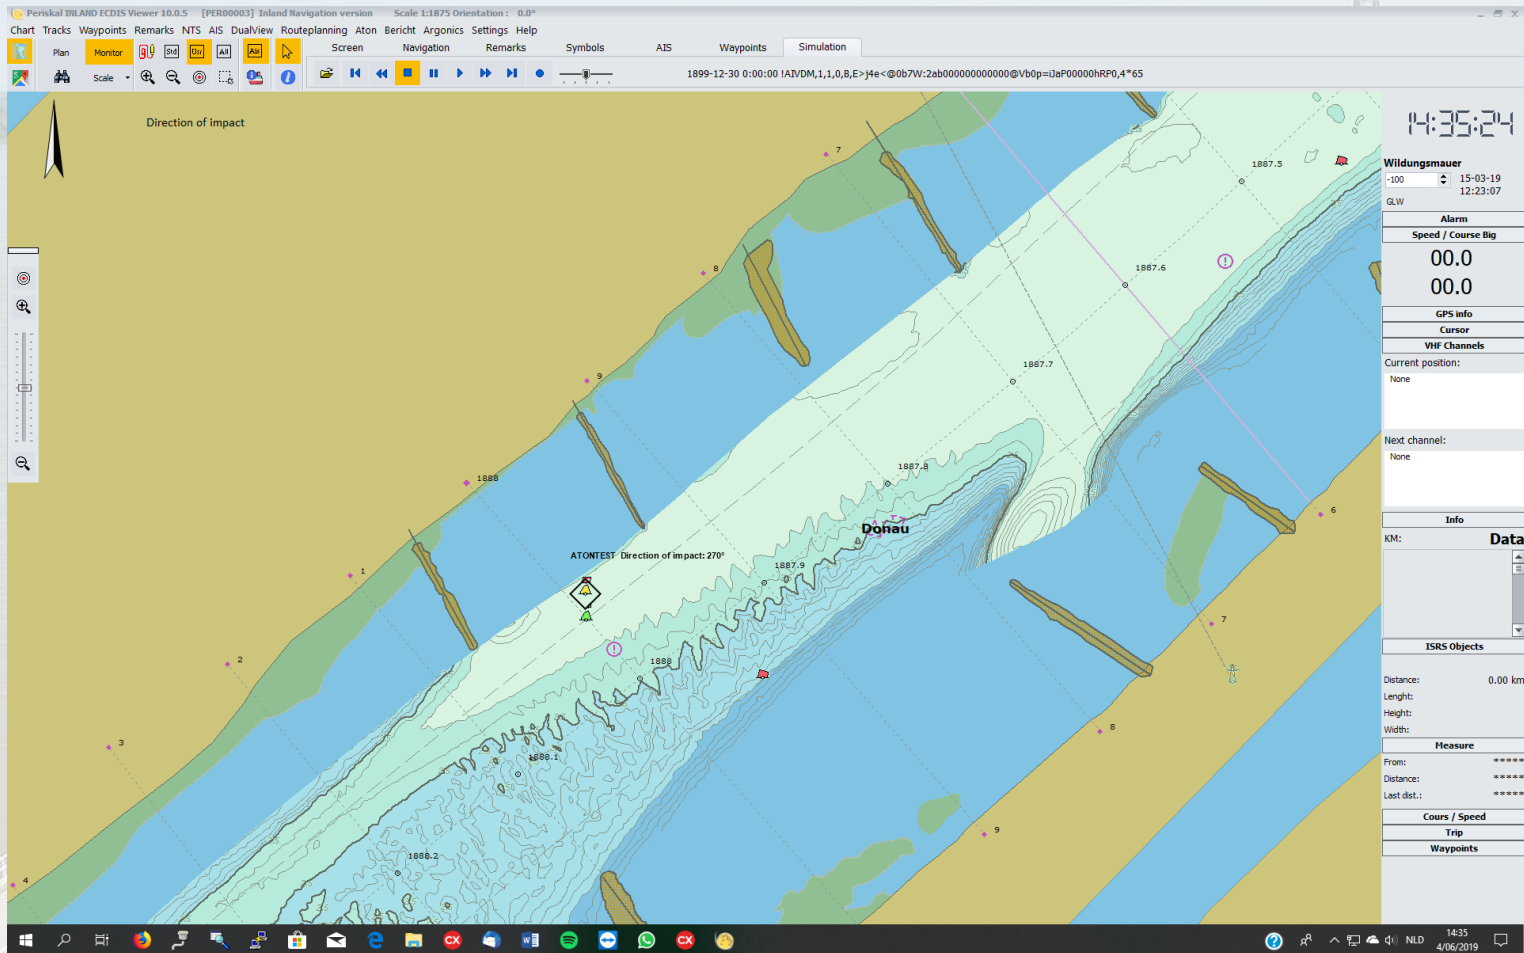 Periskal INLAND ECDIS Viewer 10.0.5 [PER00003] Inland Navigation version Scale 1:1875 Orientation : 0.0°
Chart Tracks Waypoints Remarks NTS AIS DualView Routeplanning Aton Bericht Argonics Settings Help
Plan Monitor Std Usr All AIS
Scale
Screen Navigation Remarks Symbols AIS Waypoints Simulation
1899-12-30 0:00:00 !AIVDM,1,1,0,B,E>j4e<@0b7W:2ab000000000000@Vb0p=iJaP00000hRP0,4*65
Direction of impact
14:35:24
Wildungsmauer
-100 15-03-19
12:23:07
GLW
Alarm
Speed / Course Big
00.0
00.0
GPS info
Cursor
VHF Channels
Current position:
None
Next channel:
None
Info
KM: Data
ISRS Objects
Distance: 0.00 km
Lenght:
Height:
Width:
Measure
From: *****
Distance: *****
Last dist.: *****
Cours / Speed
Trip
Waypoints
7
1887.5
8
1887.6
1887.7
9
1888
1887.8
6
Donau
ATONTEST Direction of impact: 270°
1887.9
1
7
2
1888
8
3
1888.1
9
1888.2
4
NLD
14:35
4/06/2019